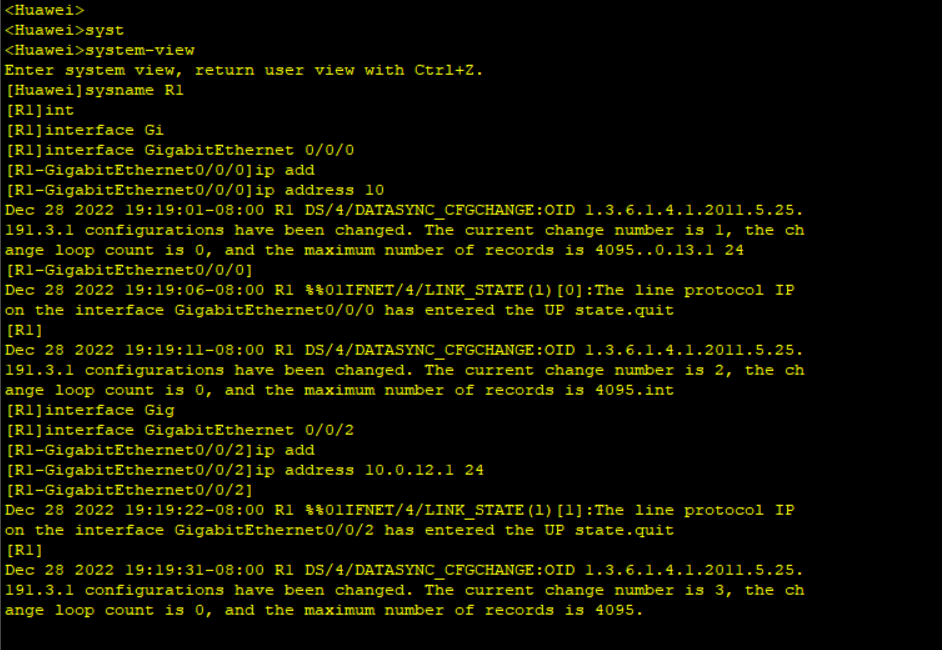 <Huawei>
<Huawei>syst
<Huawei>system-view
Enter system view, return user view with Ctrl+Z.
[Huawei]sysname R1
[R1]int
[R1]interface Gi
[R1]interface GigabitEthernet 0/0/0
[R1-GigabitEthernet0/0/0]ip add
[R1-GigabitEthernet0/0/0]ip address 10
Dec 28 2022 19:19:01-08:00 R1 DS/4/DATASYNC_CFGCHANGE:OID 1.3.6.1.4.1.2011.5.25.
191.3.1 configurations have been changed. The current change number is 1, the ch
ange loop count is 0, and the maximum number of records is 4095..0.13.1 24
[R1-GigabitEthernet0/0/0]
Dec 28 2022 19:19:06-08:00 R1 %%01IFNET/4/LINK_STATE(l)[0]:The line protocol IP
on the interface GigabitEthernet0/0/0 has entered the UP state.quit
[R1]
Dec 28 2022 19:19:11-08:00 R1 DS/4/DATASYNC_CFGCHANGE:OID 1.3.6.1.4.1.2011.5.25.
191.3.1 configurations have been changed. The current change number is 2, the ch
ange loop count is 0, and the maximum number of records is 4095.int
[R1]interface Gig
[R1]interface GigabitEthernet 0/0/2
[R1-GigabitEthernet0/0/2]ip add
[R1-GigabitEthernet0/0/2]ip address 10.0.12.1 24
[R1-GigabitEthernet0/0/2]
Dec 28 2022 19:19:22-08:00 R1 %%01IFNET/4/LINK_STATE(l)[1]:The line protocol IP
on the interface GigabitEthernet0/0/2 has entered the UP state.quit
[R1]
Dec 28 2022 19:19:31-08:00 R1 DS/4/DATASYNC_CFGCHANGE:OID 1.3.6.1.4.1.2011.5.25.
191.3.1 configurations have been changed. The current change number is 3, the ch
ange loop count is 0, and the maximum number of records is 4095.